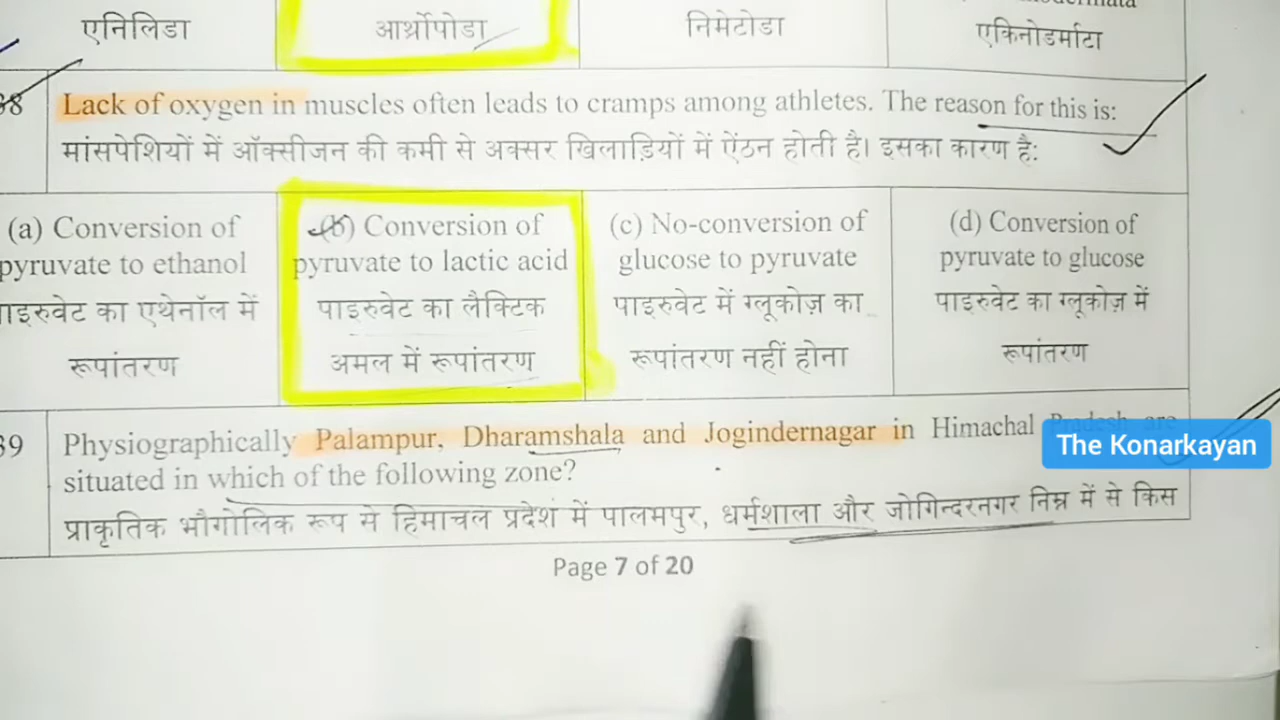 एनिलिडा
आर्थ्रोपोडा
निमेटोडा
एकिनोडर्माटा
38
Lack of oxygen in muscles often leads to cramps among athletes. The reason for this is:
मांसपेशियों में ऑक्सीजन की कमी से अक्सर खिलाड़ियों में ऐंठन होती है। इसका कारण है:
(a) Conversion of
pyruvate to ethanol
पाइरुवेट का एथेनॉल में
रूपांतरण
(b) Conversion of
pyruvate to lactic acid
पाइरुवेट का लैक्टिक
अमल में रूपांतरण
(c) No-conversion of
glucose to pyruvate
पाइरुवेट में ग्लूकोज़ का
रूपांतरण नहीं होना
(d) Conversion of
pyruvate to glucose
पाइरुवेट का ग्लूकोज़ में
रूपांतरण
39
Physiographically Palampur, Dharamshala and Jogindernagar in Himachal Pradesh are
situated in which of the following zone?
प्राकृतिक भौगोलिक रूप से हिमाचल प्रदेश में पालमपुर, धर्मशाला और जोगिन्दरनगर निम्न में से किस
The Konarkayan
Page 7 of 20